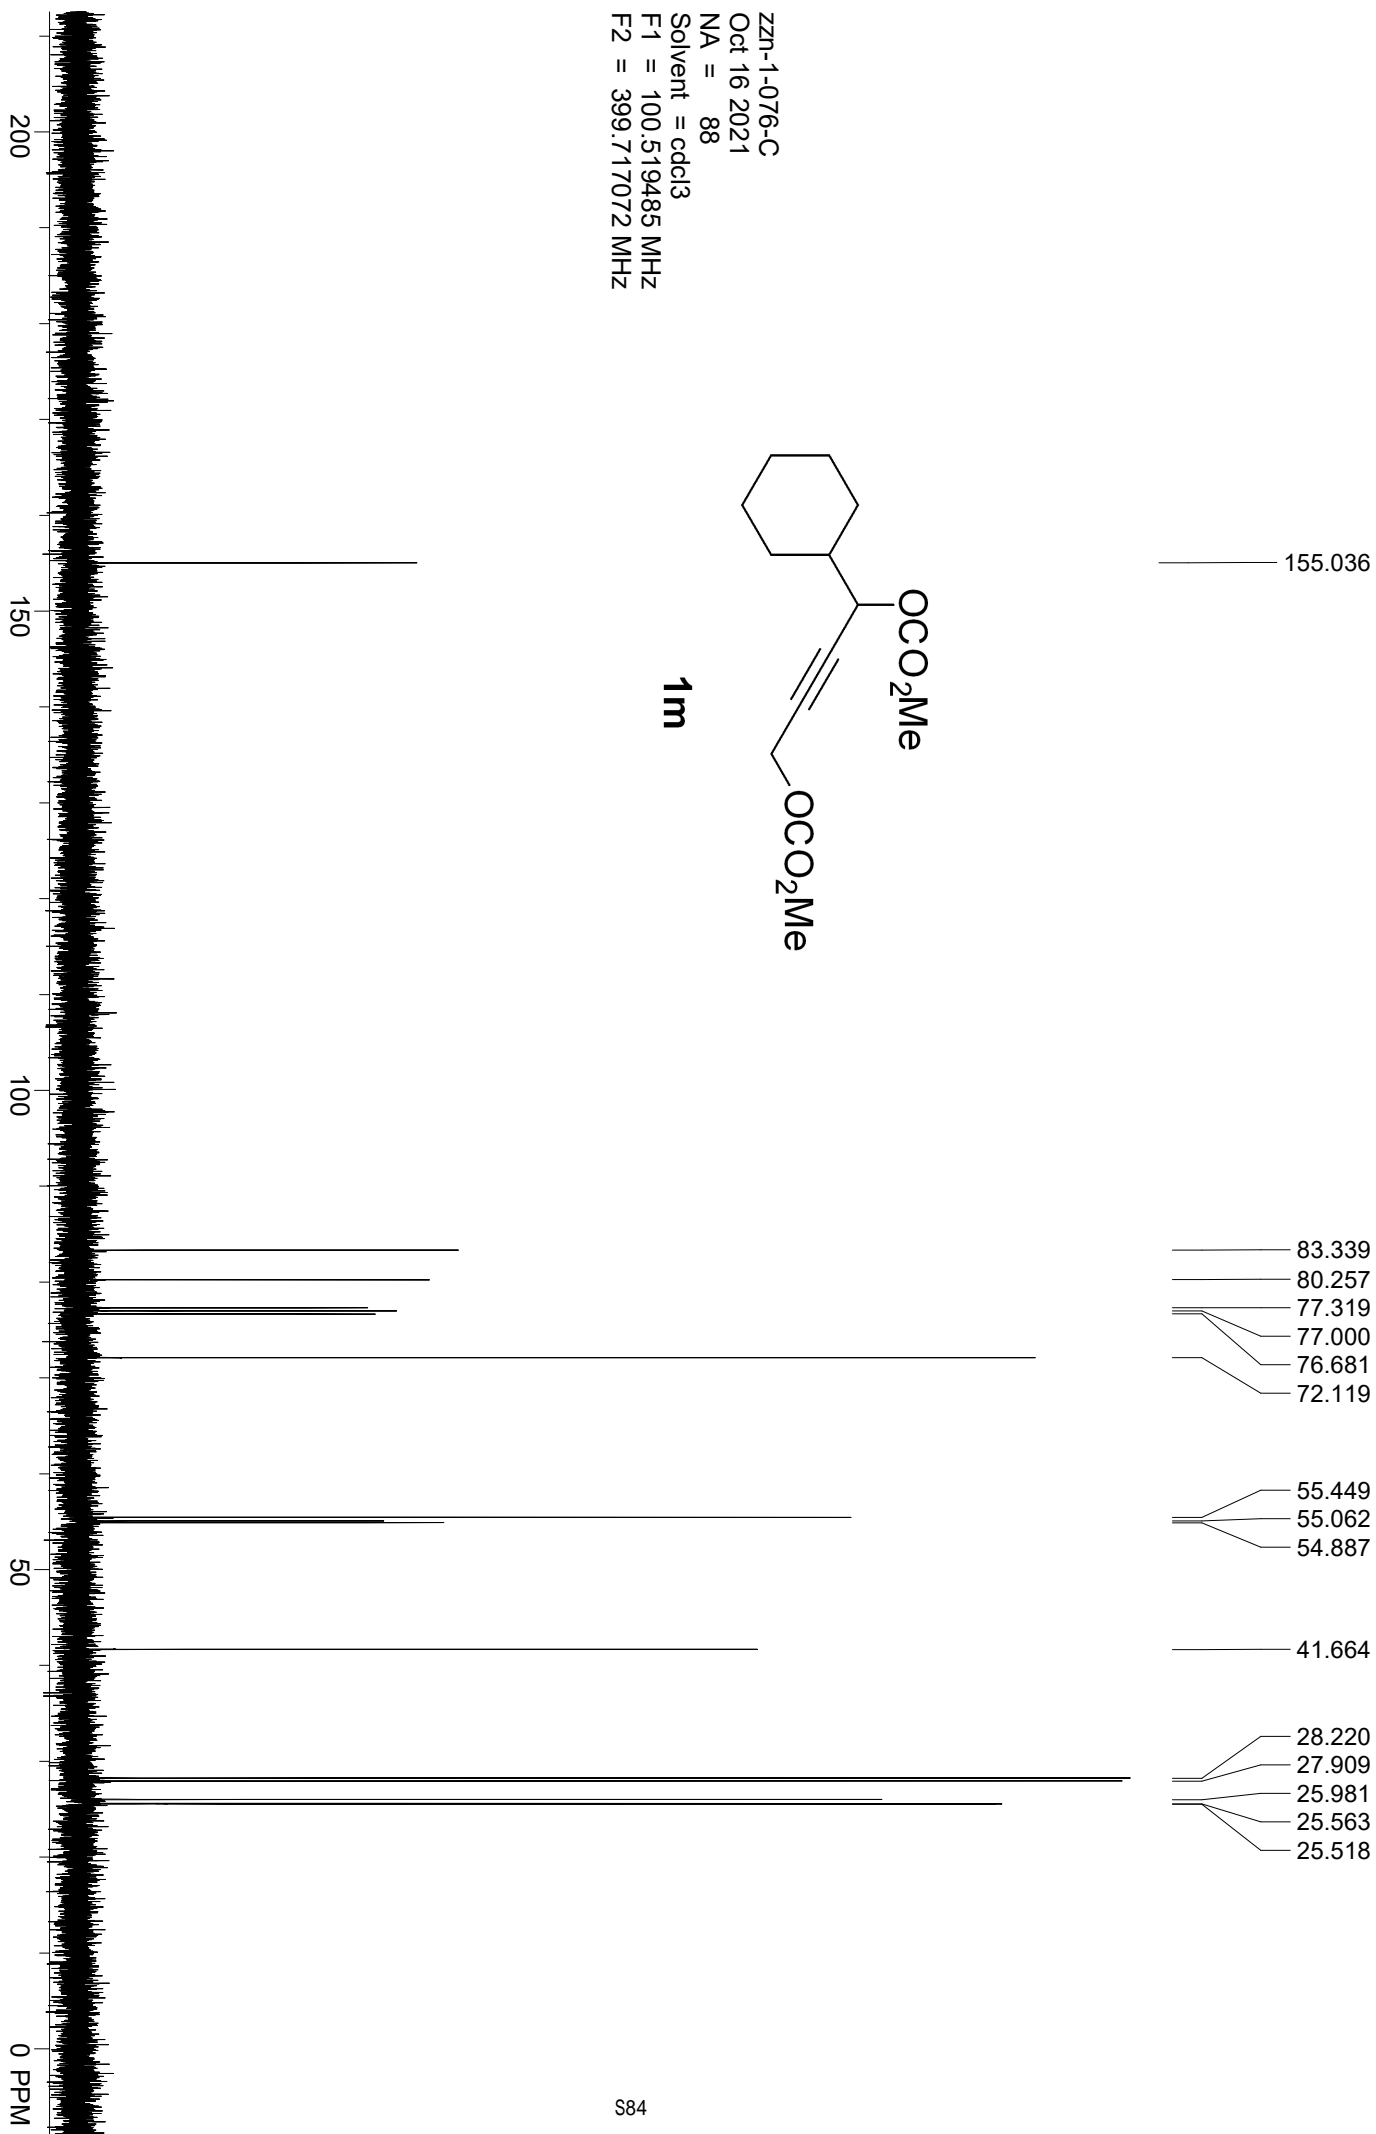 zzn-1-076-C
Oct 16 2021
NA = 88
Solvent = cdcl3
F1 = 100.519485 MHz
F2 = 399.717072 MHz
OCO2Me
OCO2Me
1m
155.036
83.339
80.257
77.319
77.000
76.681
72.119
55.449
55.062
54.887
41.664
28.220
27.909
25.981
25.563
25.518
200 150 100 50 0 PPM
S84